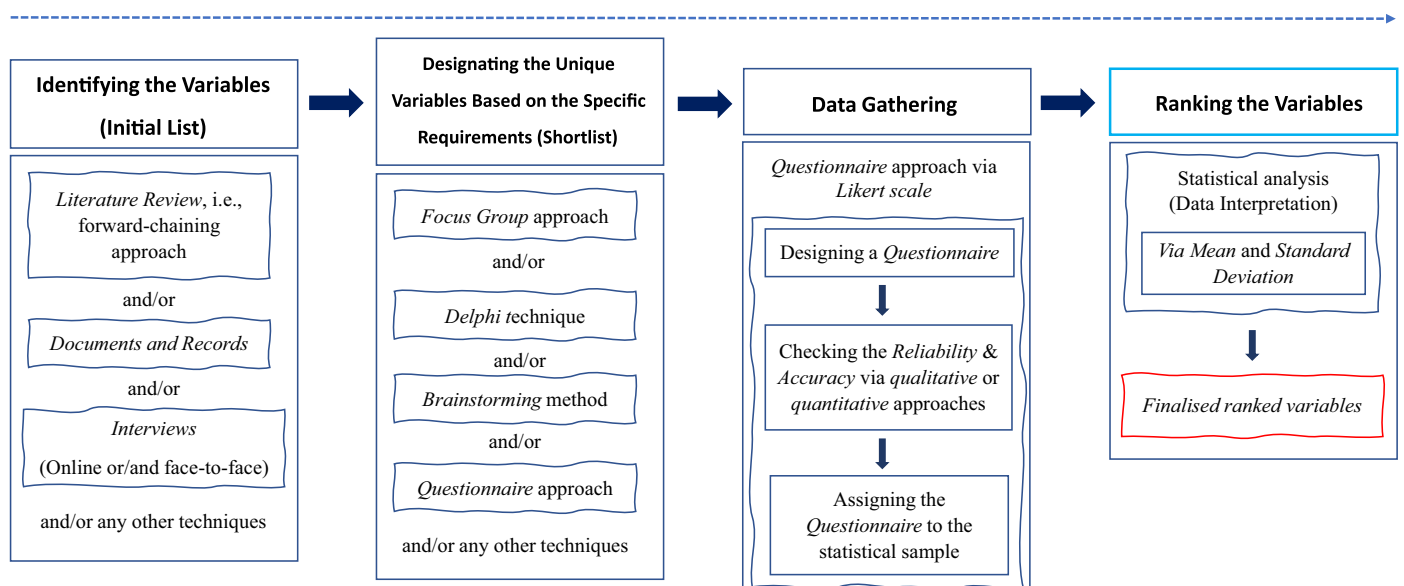 Identifying the Variables
(Initial List)
Literature Review, i.e.,
forward-chaining
approach
and/or
Documents and Records
and/or
Interviews
(Online or/and face-to-face)
and/or any other techniques
Designating the Unique
Variables Based on the Specific
Requirements (Shortlist)
Focus Group approach
and/or
Delphi technique
and/or
Brainstorming method
and/or
Questionnaire approach
and/or any other techniques
Data Gathering
Questionnaire approach via
Likert scale
Designing a Questionnaire
Checking the Reliability &
Accuracy via qualitative or
quantitative approaches
Assigning the
Questionnaire to the
statistical sample
Ranking the Variables
Statistical analysis
(Data Interpretation)
Via Mean and Standard
Deviation
Finalised ranked variables